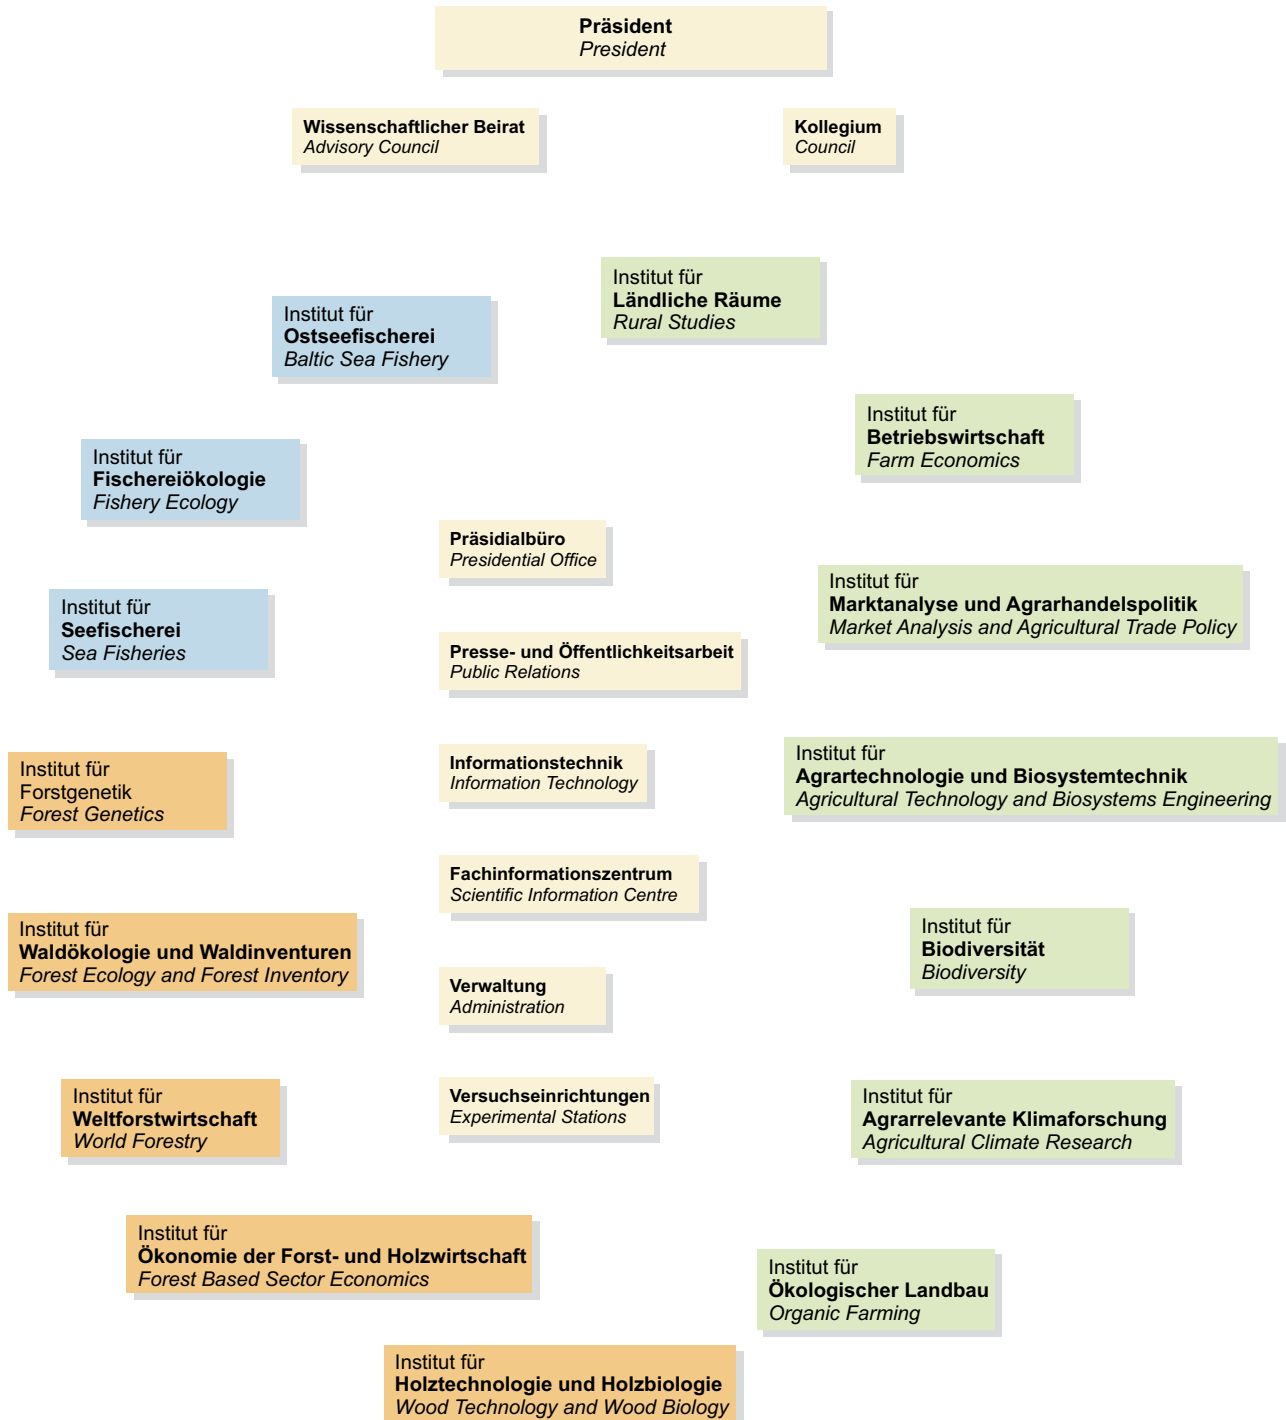 Präsident
President
Wissenschaftlicher Beirat
Advisory Council
Kollegium
Council
Institut für
Ländliche Räume
Rural Studies
Institut für
Ostseefischerei
Baltic Sea Fishery
Institut für
Betriebswirtschaft
Farm Economics
Institut für
Fischereiökologie
Fishery Ecology
Präsidialbüro
Presidential Office
Institut für
Marktanalyse und Agrarhandelspolitik
Market Analysis and Agricultural Trade Policy
Institut für
Seefischerei
Sea Fisheries
Presse- und Öffentlichkeitsarbeit
Public Relations
Institut für
Agrartechnologie und Biosystemtechnik
Agricultural Technology and Biosystems Engineering
Informationstechnik
Information Technology
Institut für
Forstgenetik
Forest Genetics
Fachinformationszentrum
Scientific Information Centre
Institut für
Waldökologie und Waldinventuren
Forest Ecology and Forest Inventory
Institut für
Biodiversität
Biodiversity
Verwaltung
Administration
Institut für
Weltforstwirtschaft
World Forestry
Versuchseinrichtungen
Experimental Stations
Institut für
Agrarrelevante Klimaforschung
Agricultural Climate Research
Institut für
Ökonomie der Forst- und Holzwirtschaft
Forest Based Sector Economics
Institut für
Ökologischer Landbau
Organic Farming
Institut für
Holztechnologie und Holzbiologie
Wood Technology and Wood Biology